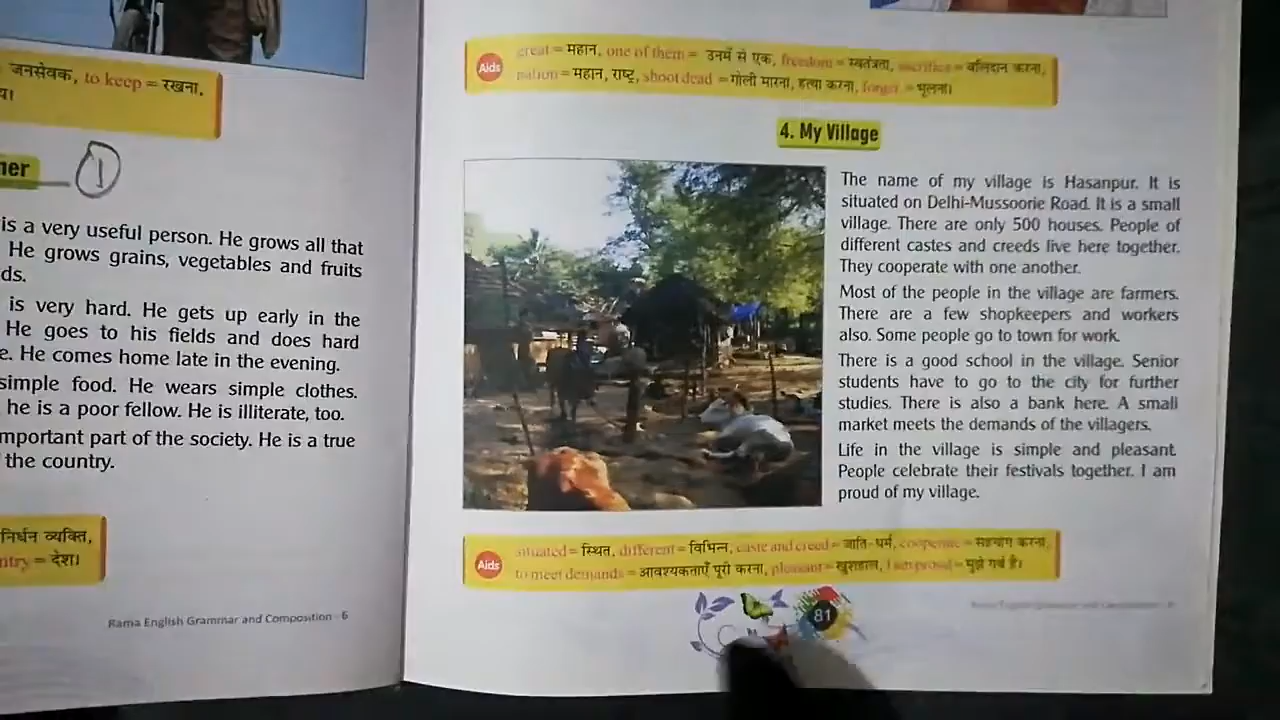 जनसेवक, to keep = रखना,
य।
ner
1
is a very useful person. He grows all that
He grows grains, vegetables and fruits
ds.
is very hard. He gets up early in the
He goes to his fields and does hard
e. He comes home late in the evening.
simple food. He wears simple clothes.
he is a poor fellow. He is illiterate, too.
mportant part of the society. He is a true
the country.
निर्धन व्यक्ति,
ntry = देश।
Rama English Grammar and Composition - 6
Aids
great = महान, one of them = उनमें से एक, freedom = स्वतंत्रता, sacrifice = बलिदान करना,
nation = महान, राष्ट्र, shoot dead = गोली मारना, हत्या करना, forget = भूलना।
4. My Village
The name of my village is Hasanpur. It is
situated on Delhi-Mussoorie Road. It is a small
village. There are only 500 houses. People of
different castes and creeds live here together.
They cooperate with one another.
Most of the people in the village are farmers.
There are a few shopkeepers and workers
also. Some people go to town for work.
There is a good school in the village. Senior
students have to go to the city for further
studies. There is also a bank here. A small
market meets the demands of the villagers.
Life in the village is simple and pleasant.
People celebrate their festivals together. I am
proud of my village.
Aids
situated = स्थित, different = विभिन्न, caste and creed = जाति-धर्म, cooperate = सहयोग करना,
to meet demands = आवश्यकताएँ पूरी करना, pleasant = खुशहाल, I am proud = मुझे गर्व है।
Rama English Grammar and Composition
81